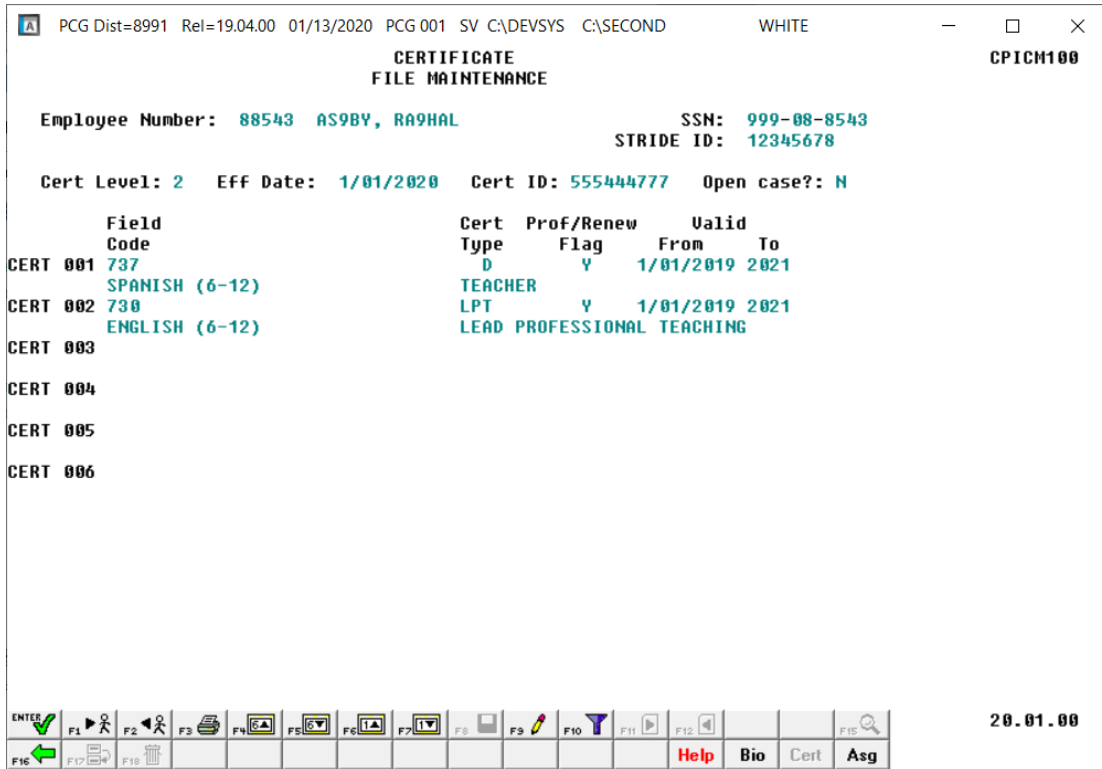 PCG Dist=8991 Rel=19.04.00 01/13/2020 PCG 001 SV C:\DEVSYS C:\SECOND WHITE
CERTIFICATE CPICM100
FILE MAINTENANCE
Employee Number: 88543 AS9BY, RA9HAL SSN: 999-08-8543
STRIDE ID: 12345678
Cert Level: 2 Eff Date: 1/01/2020 Cert ID: 555444777 Open case?: N
Field Cert Prof/Renew Valid
Code Type Flag From To
CERT 001 737 D Y 1/01/2019 2021
SPANISH (6-12) TEACHER
CERT 002 730 LPT Y 1/01/2019 2021
ENGLISH (6-12) LEAD PROFESSIONAL TEACHING
CERT 003
CERT 004
CERT 005
CERT 006
ENTER F1 F2 F3 F4 6 F5 6 F6 1 F7 1 F8 F9 F10 F11 F12 F15 20.01.00
F16 F17 F18 Help Bio Cert Asg